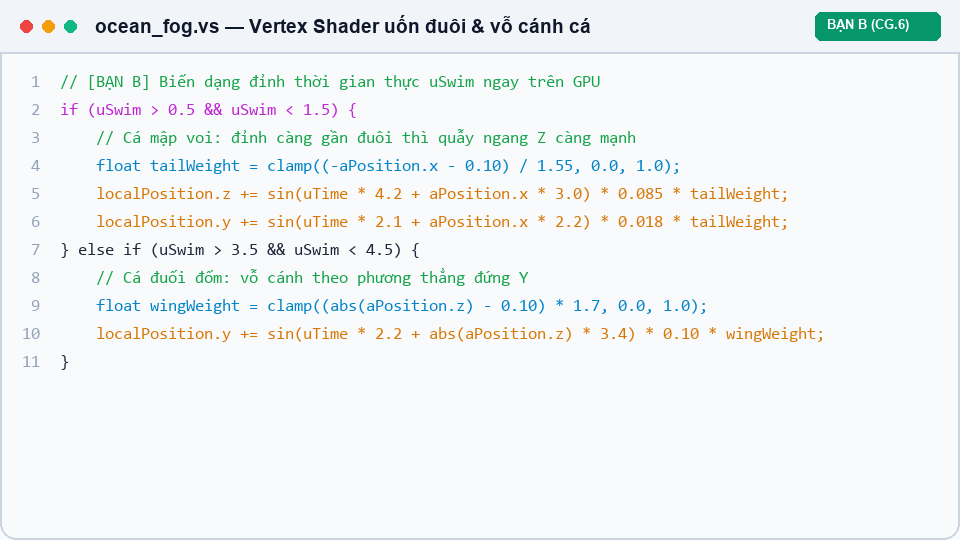 ocean_fog.vs — Vertex Shader uốn đuôi & vỗ cánh cá
BẠN B (CG.6)
1 // [BẠN B] Biến dạng đỉnh thời gian thực uSwim ngay trên GPU
2 if (uSwim > 0.5 && uSwim < 1.5) {
3 // Cá mập voi: đỉnh càng gần đuôi thì quẫy ngang Z càng mạnh
4 float tailWeight = clamp((-aPosition.x - 0.10) / 1.55, 0.0, 1.0);
5 localPosition.z += sin(uTime * 4.2 + aPosition.x * 3.0) * 0.085 * tailWeight;
6 localPosition.y += sin(uTime * 2.1 + aPosition.x * 2.2) * 0.018 * tailWeight;
7 } else if (uSwim > 3.5 && uSwim < 4.5) {
8 // Cá đuối đốm: vỗ cánh theo phương thẳng đứng Y
9 float wingWeight = clamp((abs(aPosition.z) - 0.10) * 1.7, 0.0, 1.0);
10 localPosition.y += sin(uTime * 2.2 + abs(aPosition.z) * 3.4) * 0.10 * wingWeight;
11 }